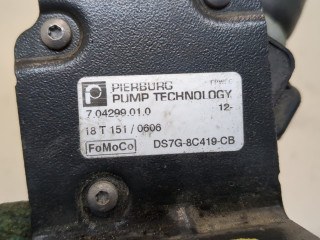 PIERBURG
PUMP TECHNOLOGY
7.04299.01.0 12-
18 T 151 / 0606
FoMoCo DS7G-8C419-CB